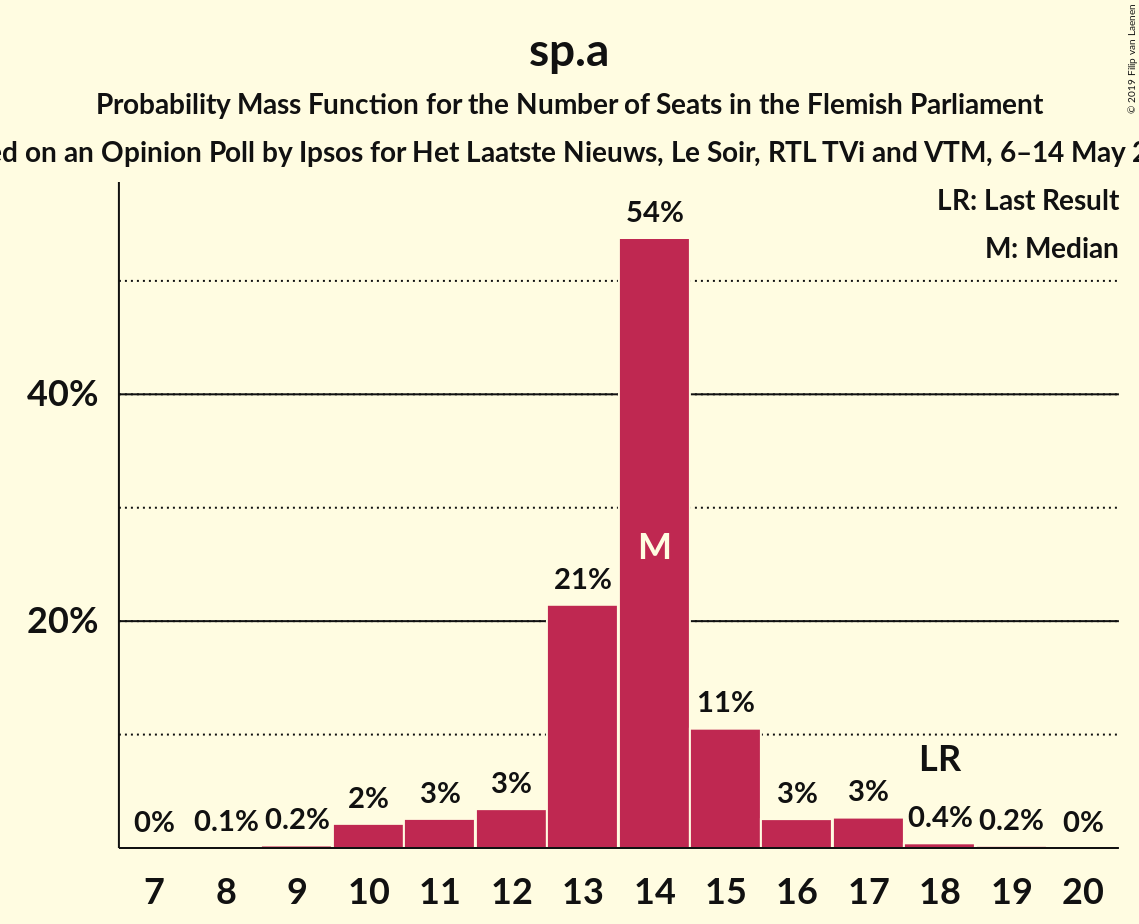 sp.a
Probability Mass Function for the Number of Seats in the Flemish Parliament
on an Opinion Poll by Ipsos for Het Laatste Nieuws, Le Soir, RTL TVi and VTM, 6–14 May
© 2019 Filip van Laenen
LR: Last Result
M: Median
54%
40%
M
21%
20%
11%
LR
0%
0.1%
0.2%
2%
3%
3%
3%
3%
0.4%
0.2%
0%
7 8 9 10 11 12 13 14 15 16 17 18 19 20